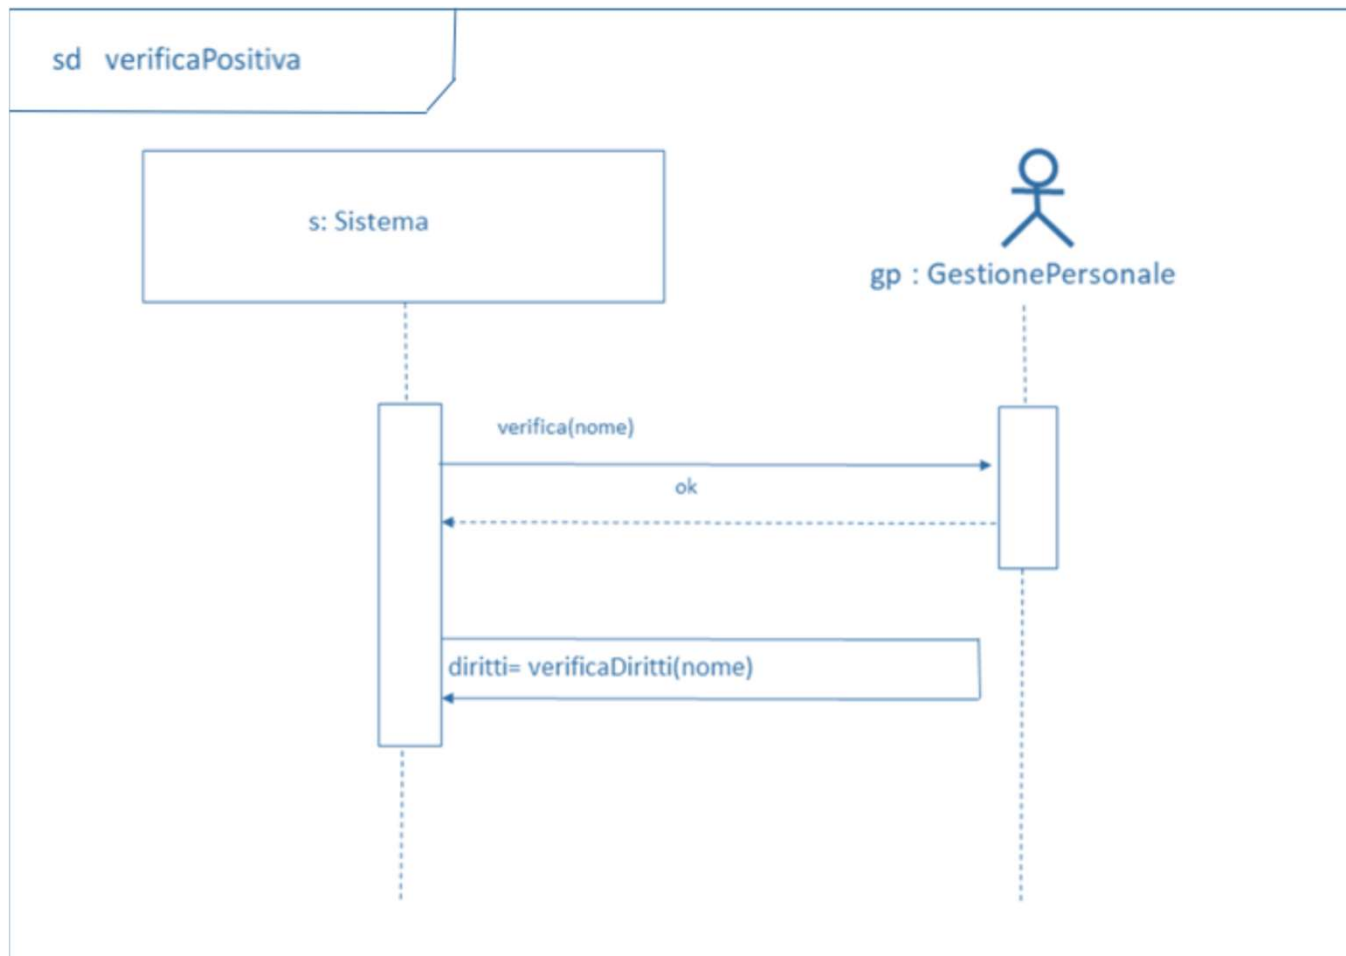 sd verificaPositiva
s: Sistema
gp : GestionePersonale
verifica(nome)
ok
diritti= verificaDiritti(nome)